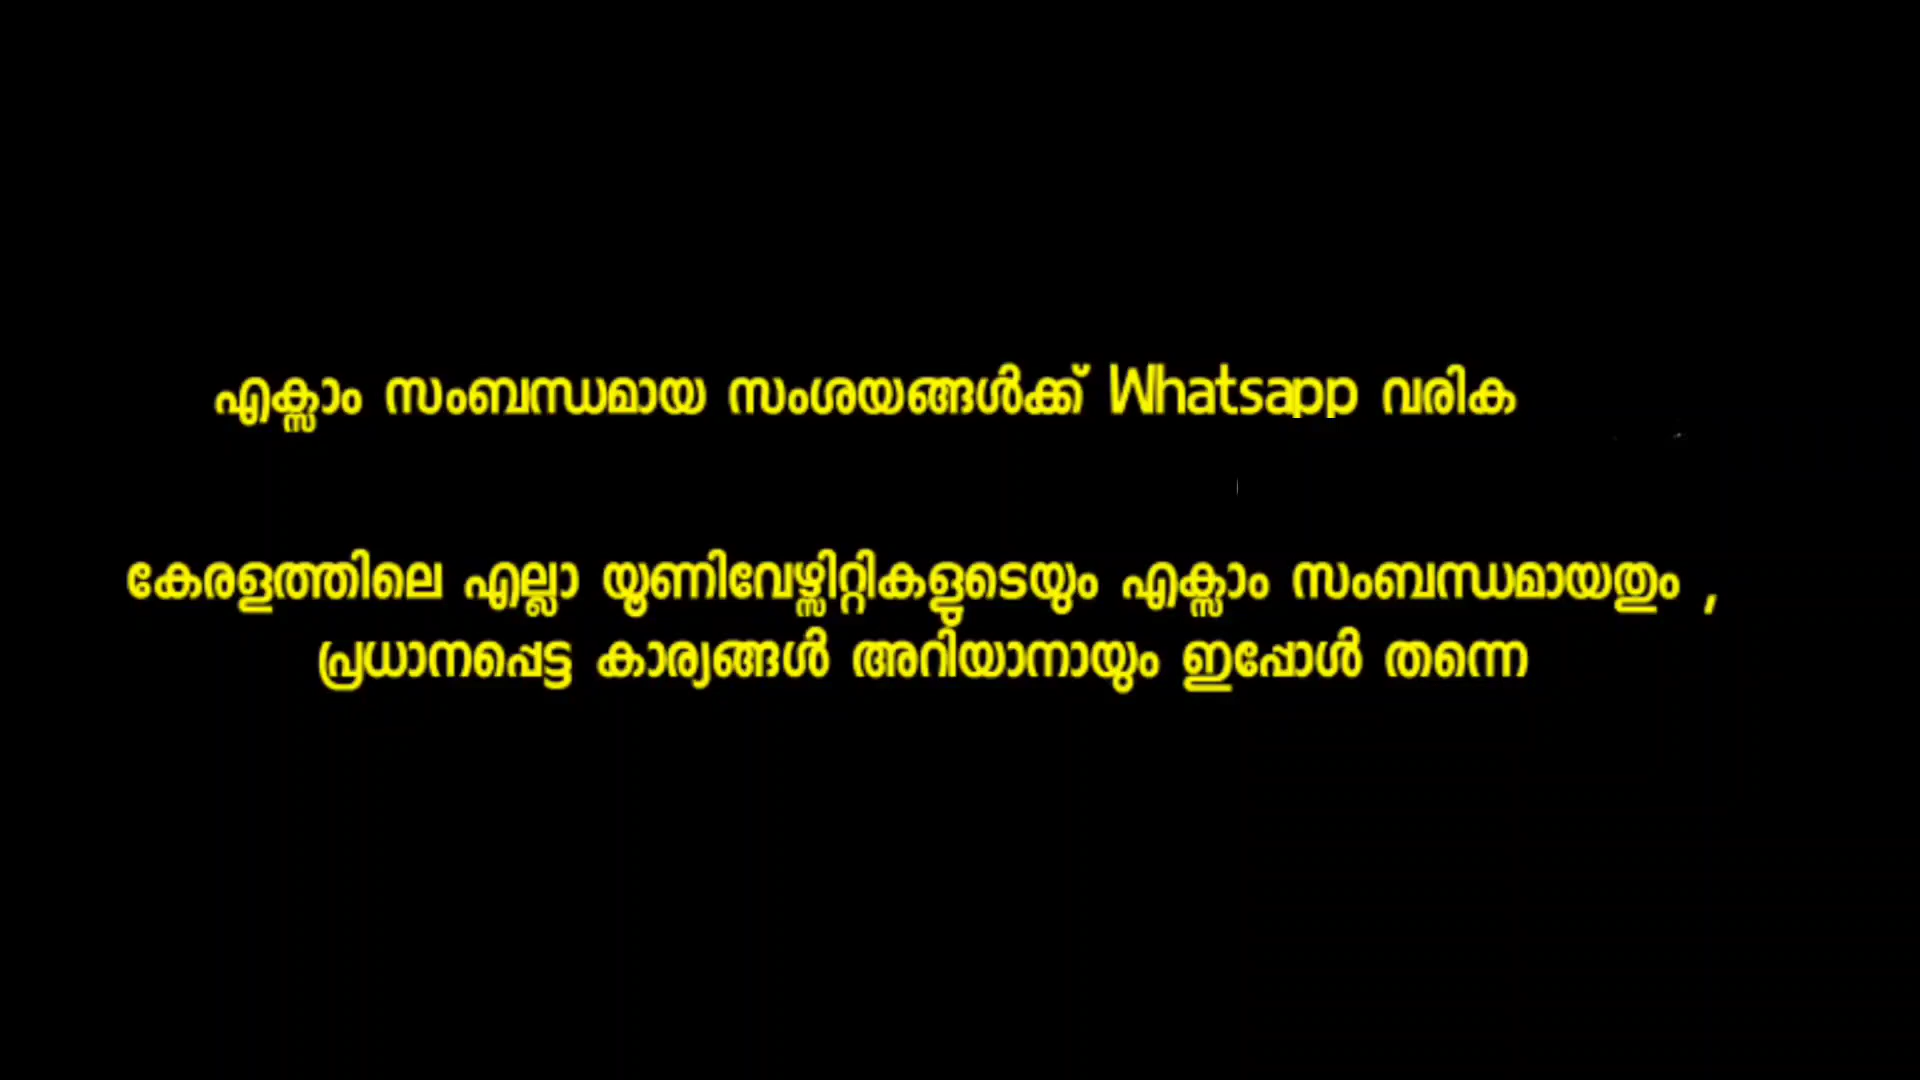 എക്സാം സംബന്ധമായ സംശയങ്ങൾക്ക് Whatsapp വരിക
കേരളത്തിലെ എല്ലാ യൂണിവേഴ്സിറ്റികളുടെയും എക്സാം സംബന്ധമായതും ,
പ്രധാനപ്പെട്ട കാര്യങ്ങൾ അറിയാനായും ഇപ്പോൾ തന്നെ